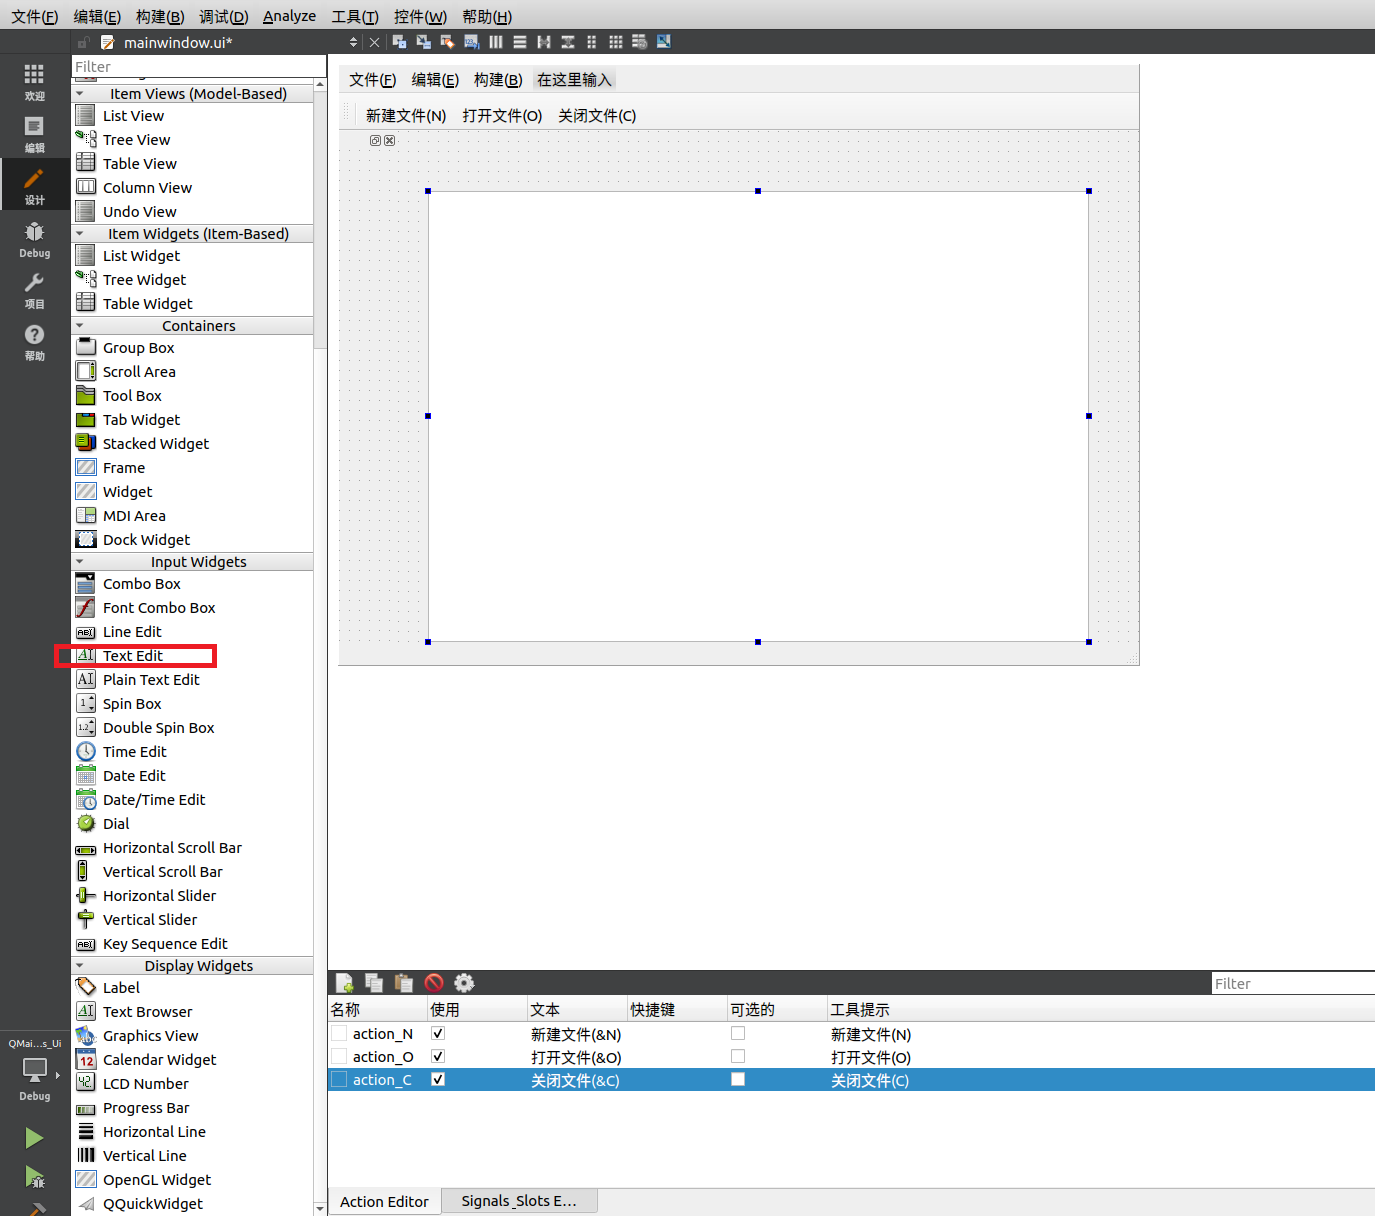 文件(F) 编辑(E) 构建(B) 调试(D) Analyze 工具(T) 控件(W) 帮助(H)
mainwindow.ui*
欢迎
编辑
设计
Debug
项目
帮助
QMai...s_Ui
Debug
Filter
Item Views (Model-Based)
List View
Tree View
Table View
Column View
Undo View
Item Widgets (Item-Based)
List Widget
Tree Widget
Table Widget
Containers
Group Box
Scroll Area
Tool Box
Tab Widget
Stacked Widget
Frame
Widget
MDI Area
Dock Widget
Input Widgets
Combo Box
Font Combo Box
Line Edit
Text Edit
Plain Text Edit
Spin Box
Double Spin Box
Time Edit
Date Edit
Date/Time Edit
Dial
Horizontal Scroll Bar
Vertical Scroll Bar
Horizontal Slider
Vertical Slider
Key Sequence Edit
Display Widgets
Label
Text Browser
Graphics View
Calendar Widget
LCD Number
Progress Bar
Horizontal Line
Vertical Line
OpenGL Widget
QQuickWidget
文件(F) 编辑(E) 构建(B) 在这里输入
新建文件(N) 打开文件(O) 关闭文件(C)
Filter
名称 使用 文本 快捷键 可选的 工具提示
action_N 新建文件(&N) 新建文件(N)
action_O 打开文件(&O) 打开文件(O)
action_C 关闭文件(&C) 关闭文件(C)
Action Editor Signals _Slots E...